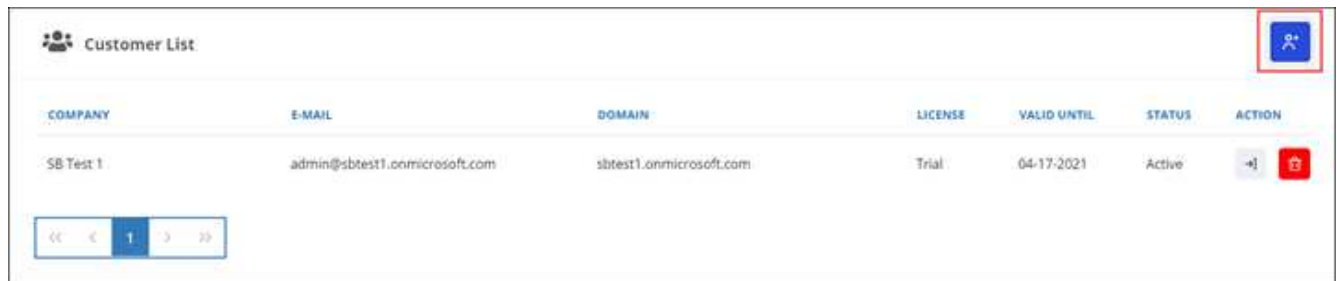 Customer List
COMPANY E-MAIL DOMAIN LICENSE VALID UNTIL STATUS ACTION
SB Test 1 admin@sbtest1.onmicrosoft.com sbtest1.onmicrosoft.com Trial 04-17-2021 Active
<< < 1 > >>